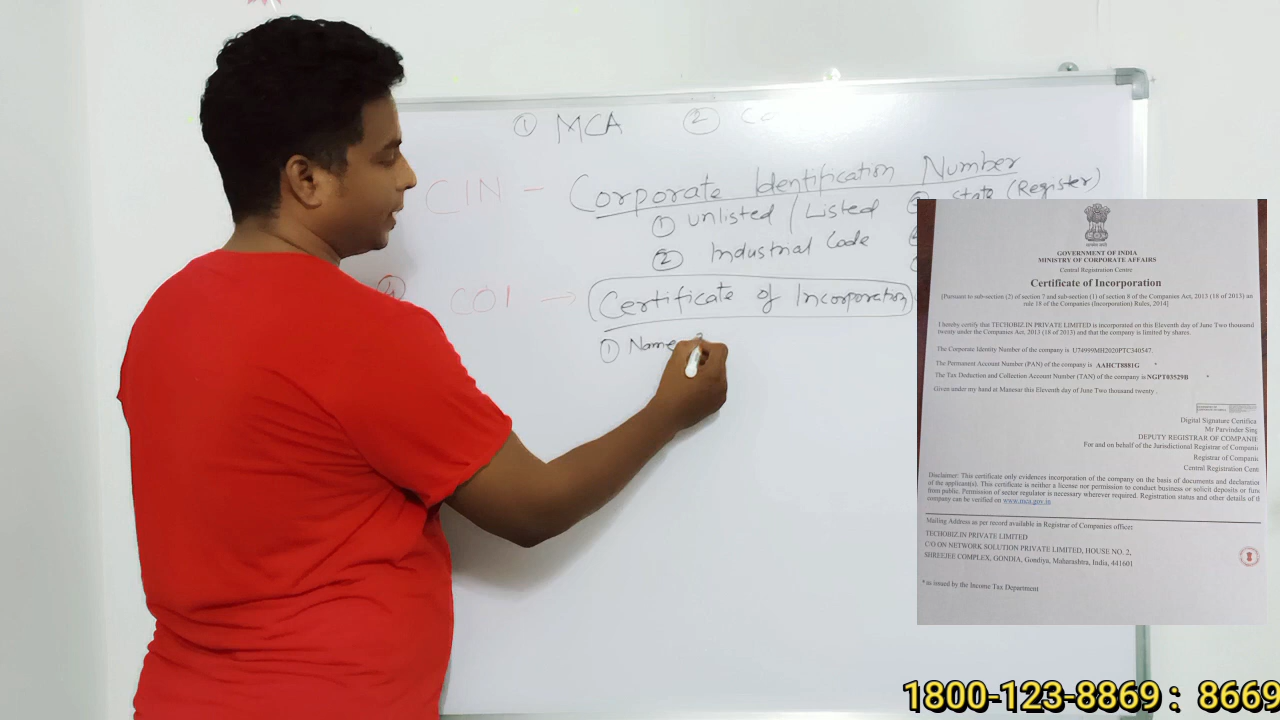 ① MCA ②
CIN - Corporate Identification Number
① unlisted / Listed State (Register)
② Industrial Code
COI → Certificate of Incorporation
① Name
GOVERNMENT OF INDIA
MINISTRY OF CORPORATE AFFAIRS
Central Registration Centre
Certificate of Incorporation
[Pursuant to sub-section (2) of section 7 and sub-section (1) of section 8 of the Companies Act, 2013 (18 of 2013) an
rule 18 of the Companies (Incorporation) Rules, 2014]
I hereby certify that TECHOBIZ.IN PRIVATE LIMITED is incorporated on this Eleventh day of June Two thousand
twenty under the Companies Act, 2013 (18 of 2013) and that the company is limited by shares.
The Corporate Identity Number of the company is U74999MH2020PTC340547.
The Permanent Account Number (PAN) of the company is AAHCT8881G *
The Tax Deduction and Collection Account Number (TAN) of the company is NGPT03529B *
Given under my hand at Manesar this Eleventh day of June Two thousand twenty .
Digital Signature Certifica
Mr Parvinder Sing
DEPUTY REGISTRAR OF COMPANIE
For and on behalf of the Jurisdictional Registrar of Compani
Registrar of Compani
Central Registration Cent
Disclaimer: This certificate only evidences incorporation of the company on the basis of documents and declaration
of the applicant(s). This certificate is neither a license nor permission to conduct business or solicit deposits or fun
from public. Permission of sector regulator is necessary wherever required. Registration status and other details of t
company can be verified on www.mca.gov.in
Mailing Address as per record available in Registrar of Companies office:
TECHOBIZ.IN PRIVATE LIMITED
C/O ON NETWORK SOLUTION PRIVATE LIMITED, HOUSE NO. 2,
SHREEJEE COMPLEX, GONDIA, Gondiya, Maharashtra, India, 441601
* as issued by the Income Tax Department
1800-123-8869 : 8669